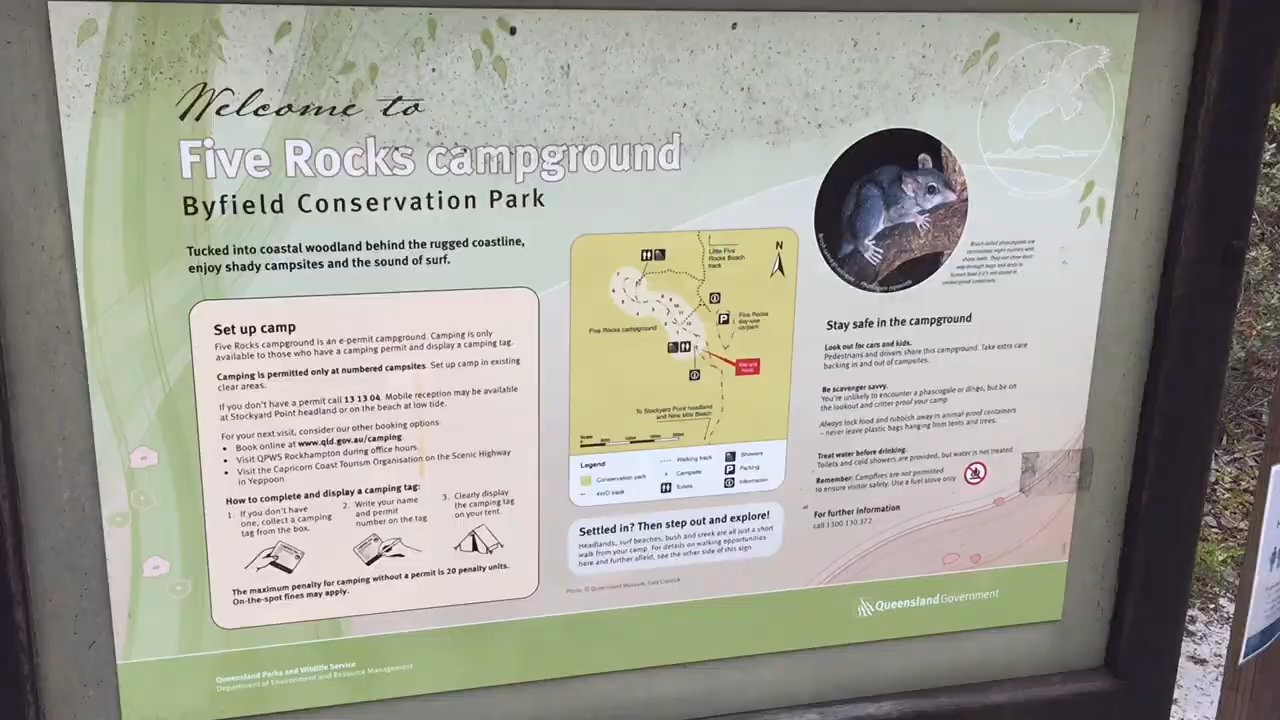 Welcome to
Five Rocks campground
Byfield Conservation Park
Tucked into coastal woodland behind the rugged coastline,
enjoy shady campsites and the sound of surf.
Set up camp
Five Rocks campground is an e-permit campground. Camping is only
available to those who have a camping permit and display a camping tag.
Camping is permitted only at numbered campsites. Set up camp in existing
clear areas.
If you don't have a permit call 13 13 04. Mobile reception may be available
at Stockyard Point headland or on the beach at low tide.
For your next visit, consider our other booking options:
• Book online at www.qld.gov.au/camping
• Visit QPWS Rockhampton during office hours.
• Visit the Capricorn Coast Tourism Organisation on the Scenic Highway
in Yeppoon.
How to complete and display a camping tag:
1. If you don't have
one, collect a camping
tag from the box.
2. Write your name
and permit
number on the tag.
3. Clearly display
the camping tag
on your tent.
The maximum penalty for camping without a permit is 20 penalty units.
On-the-spot fines may apply.
Little Five
Rocks Beach
track
N
Five Rocks campground
Five Rocks
day-use
carpark
P
We are
here
To Stockyard Point headland
and Nine Mile Beach
Scale
Legend
Conservation park
4WD track
Walking track
Campsite
Toilets
Showers
Parking
Information
Settled in? Then step out and explore!
Headlands, surf beaches, bush and creek are all just a short
walk from your camp. For details on walking opportunities
here and further afield, see the other side of this sign.
Photo: © Queensland Museum,
Brush-tailed phascogales are
Stay safe in the campground
Look out for cars and kids.
Pedestrians and drivers share this campground. Take extra care
backing in and out of campsites.
Be scavenger savvy.
You're unlikely to encounter a phascogale or dingo, but be on
the lookout and critter-proof your camp.
Always lock food and rubbish away in animal-proof containers
– never leave plastic bags hanging from tents and trees.
Treat water before drinking.
Toilets and cold showers are provided, but water is not treated
Remember: Campfires are not permitted
to ensure visitor safety. Use a fuel stove only
For further information
call 1300 130 372
Queensland Government
Queensland Parks and Wildlife Service
Department of Environment and Resource Management